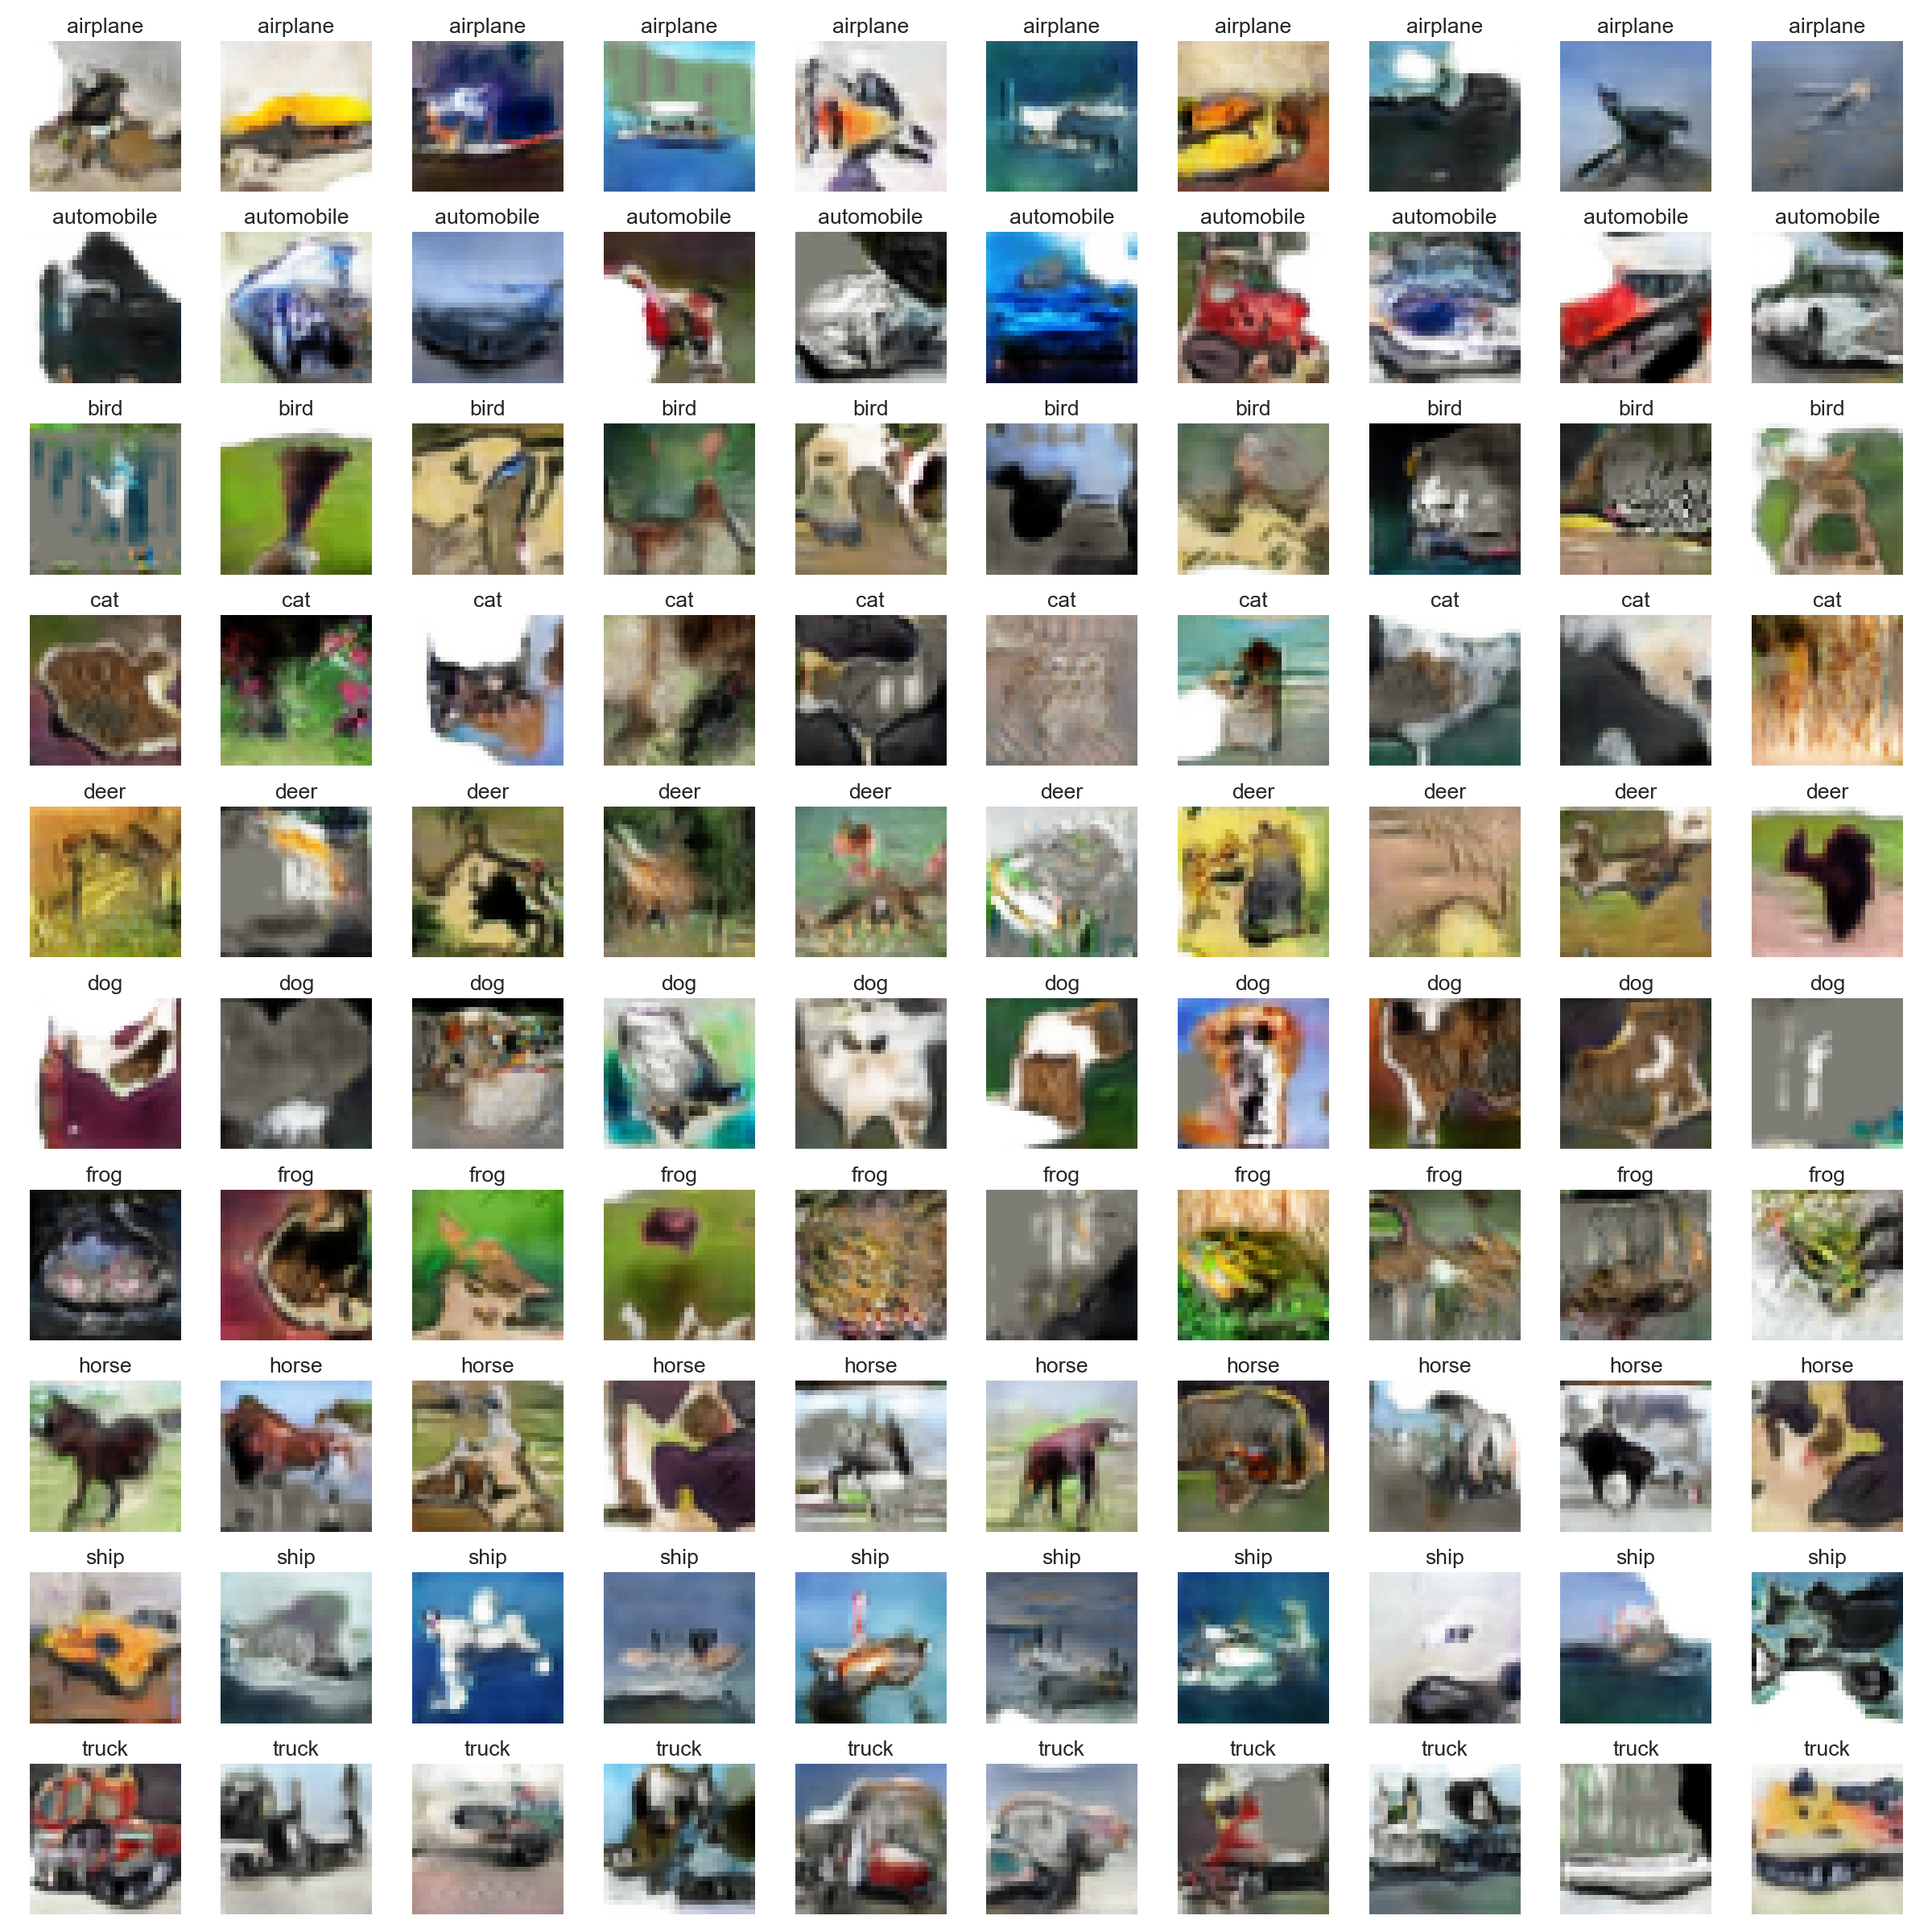 airplane airplane airplane airplane airplane airplane airplane airplane airplane airplane
automobile automobile automobile automobile automobile automobile automobile automobile automobile automobile
bird bird bird bird bird bird bird bird bird bird
cat cat cat cat cat cat cat cat cat cat
deer deer deer deer deer deer deer deer deer deer
dog dog dog dog dog dog dog dog dog dog
frog frog frog frog frog frog frog frog frog frog
horse horse horse horse horse horse horse horse horse horse
ship ship ship ship ship ship ship ship ship ship
truck truck truck truck truck truck truck truck truck truck